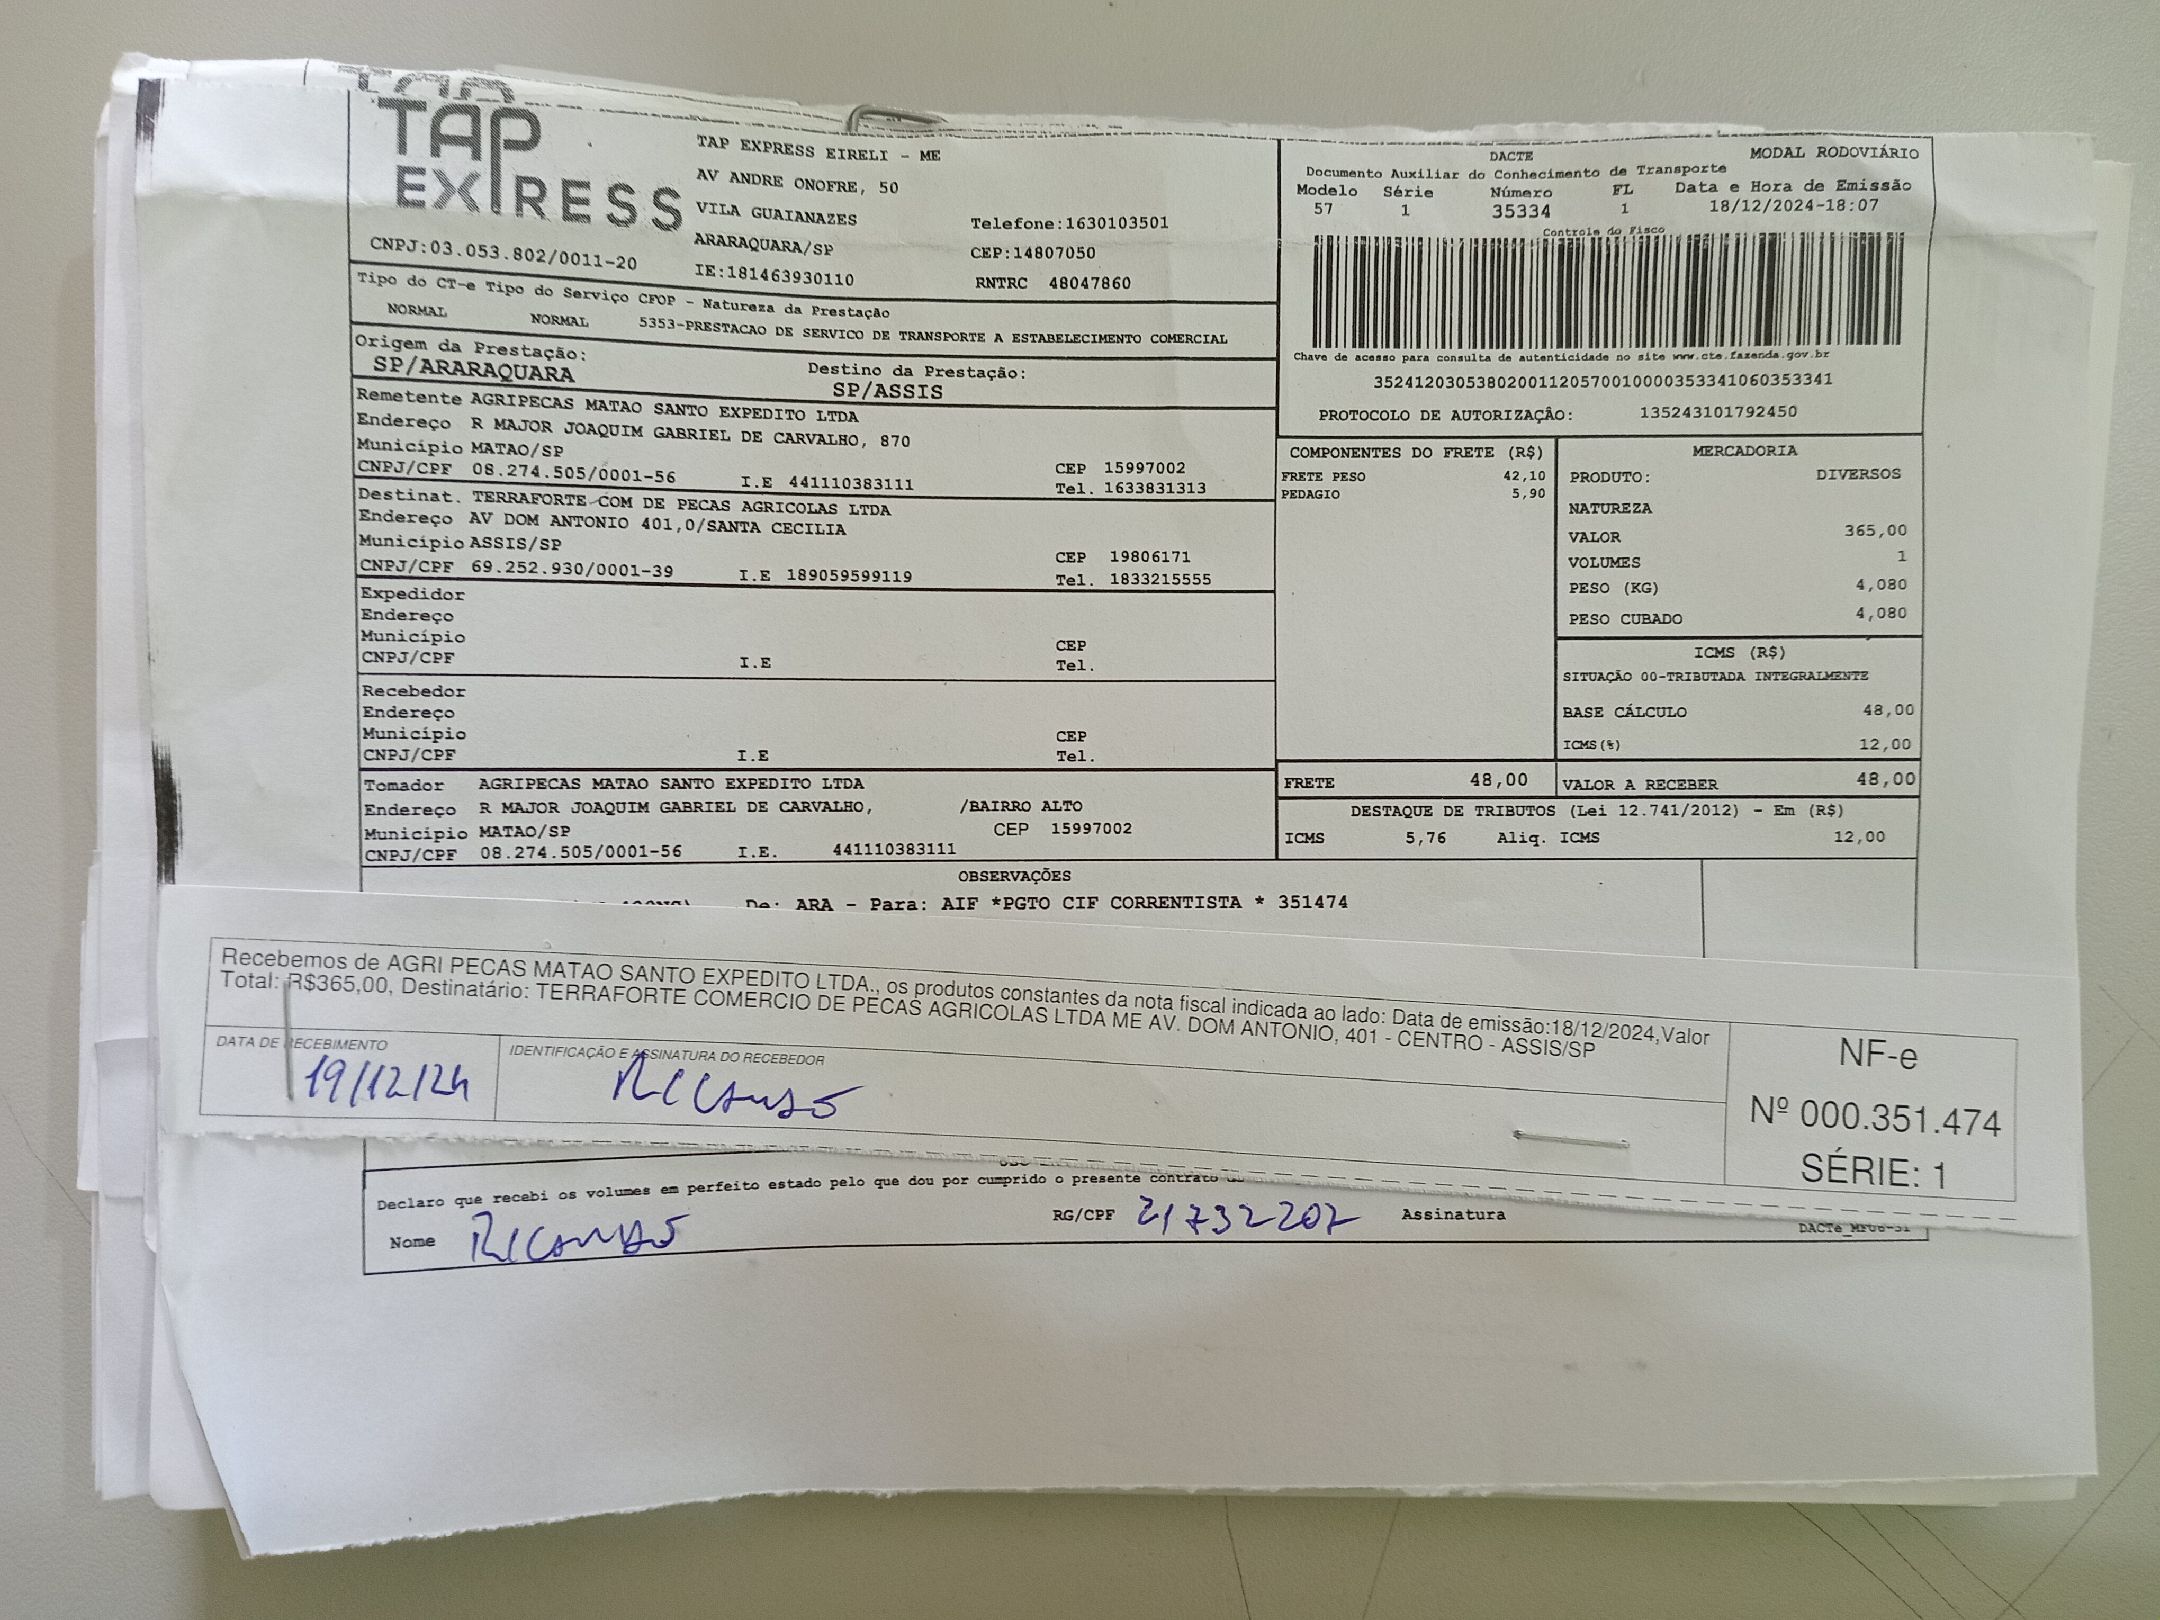 TAP
EXPRESS
CNPJ:03.053.802/0011-20
TAP EXPRESS EIRELI - ME
AV ANDRE ONOFRE, 50
VILA GUAIANAZES
ARARAQUARA/SP
IE:181463930110
Telefone:1630103501
CEP:14807050
RNTRC 48047860
DACTE MODAL RODOVIÁRIO
Documento Auxiliar do Conhecimento de Transporte
Modelo Série Número FL Data e Hora de Emissão
57 1 35334 1 18/12/2024-18:07
Controle do Fisco
Chave de acesso para consulta de autenticidade no site www.cte.fazenda.gov.br
35241203053802001120570010000353341060353341
PROTOCOLO DE AUTORIZAÇÃO: 135243101792450
Tipo do CT-e Tipo do Serviço CFOP - Natureza da Prestação
NORMAL NORMAL 5353-PRESTACAO DE SERVICO DE TRANSPORTE A ESTABELECIMENTO COMERCIAL
Origem da Prestação: Destino da Prestação:
SP/ARARAQUARA SP/ASSIS
Remetente AGRIPECAS MATAO SANTO EXPEDITO LTDA
Endereço R MAJOR JOAQUIM GABRIEL DE CARVALHO, 870
Município MATAO/SP CEP 15997002
CNPJ/CPF 08.274.505/0001-56 I.E 441110383111 Tel. 1633831313
Destinat. TERRAFORTE COM DE PECAS AGRICOLAS LTDA
Endereço AV DOM ANTONIO 401,0/SANTA CECILIA
Município ASSIS/SP CEP 19806171
CNPJ/CPF 69.252.930/0001-39 I.E 189059599119 Tel. 1833215555
Expedidor
Endereço
Município CEP
CNPJ/CPF I.E Tel.
Recebedor
Endereço
Município CEP
CNPJ/CPF I.E Tel.
Tomador AGRIPECAS MATAO SANTO EXPEDITO LTDA
Endereço R MAJOR JOAQUIM GABRIEL DE CARVALHO, /BAIRRO ALTO
Município MATAO/SP CEP 15997002
CNPJ/CPF 08.274.505/0001-56 I.E. 441110383111
COMPONENTES DO FRETE (R$)
FRETE PESO 42,10
PEDAGIO 5,90
MERCADORIA
PRODUTO: DIVERSOS
NATUREZA
VALOR 365,00
VOLUMES 1
PESO (KG) 4,080
PESO CUBADO 4,080
ICMS (R$)
SITUAÇÃO 00-TRIBUTADA INTEGRALMENTE
BASE CÁLCULO 48,00
ICMS(%) 12,00
FRETE 48,00 VALOR A RECEBER 48,00
DESTAQUE DE TRIBUTOS (Lei 12.741/2012) - Em (R$)
ICMS 5,76 Aliq. ICMS 12,00
OBSERVAÇÕES
De: ARA - Para: AIF *PGTO CIF CORRENTISTA * 351474
Recebemos de AGRI PECAS MATAO SANTO EXPEDITO LTDA., os produtos constantes da nota fiscal indicada ao lado: Data de emissão:18/12/2024,Valor
Total: R$365,00, Destinatário: TERRAFORTE COMERCIO DE PECAS AGRICOLAS LTDA ME AV. DOM ANTONIO, 401 - CENTRO - ASSIS/SP
DATA DE RECEBIMENTO IDENTIFICAÇÃO E ASSINATURA DO RECEBEDOR
19/12/24
NF-e
Nº 000.351.474
SÉRIE: 1
Declaro que recebi os volumes em perfeito estado pelo que dou por cumprido o presente contrato
Nome RG/CPF 21732202 Assinatura